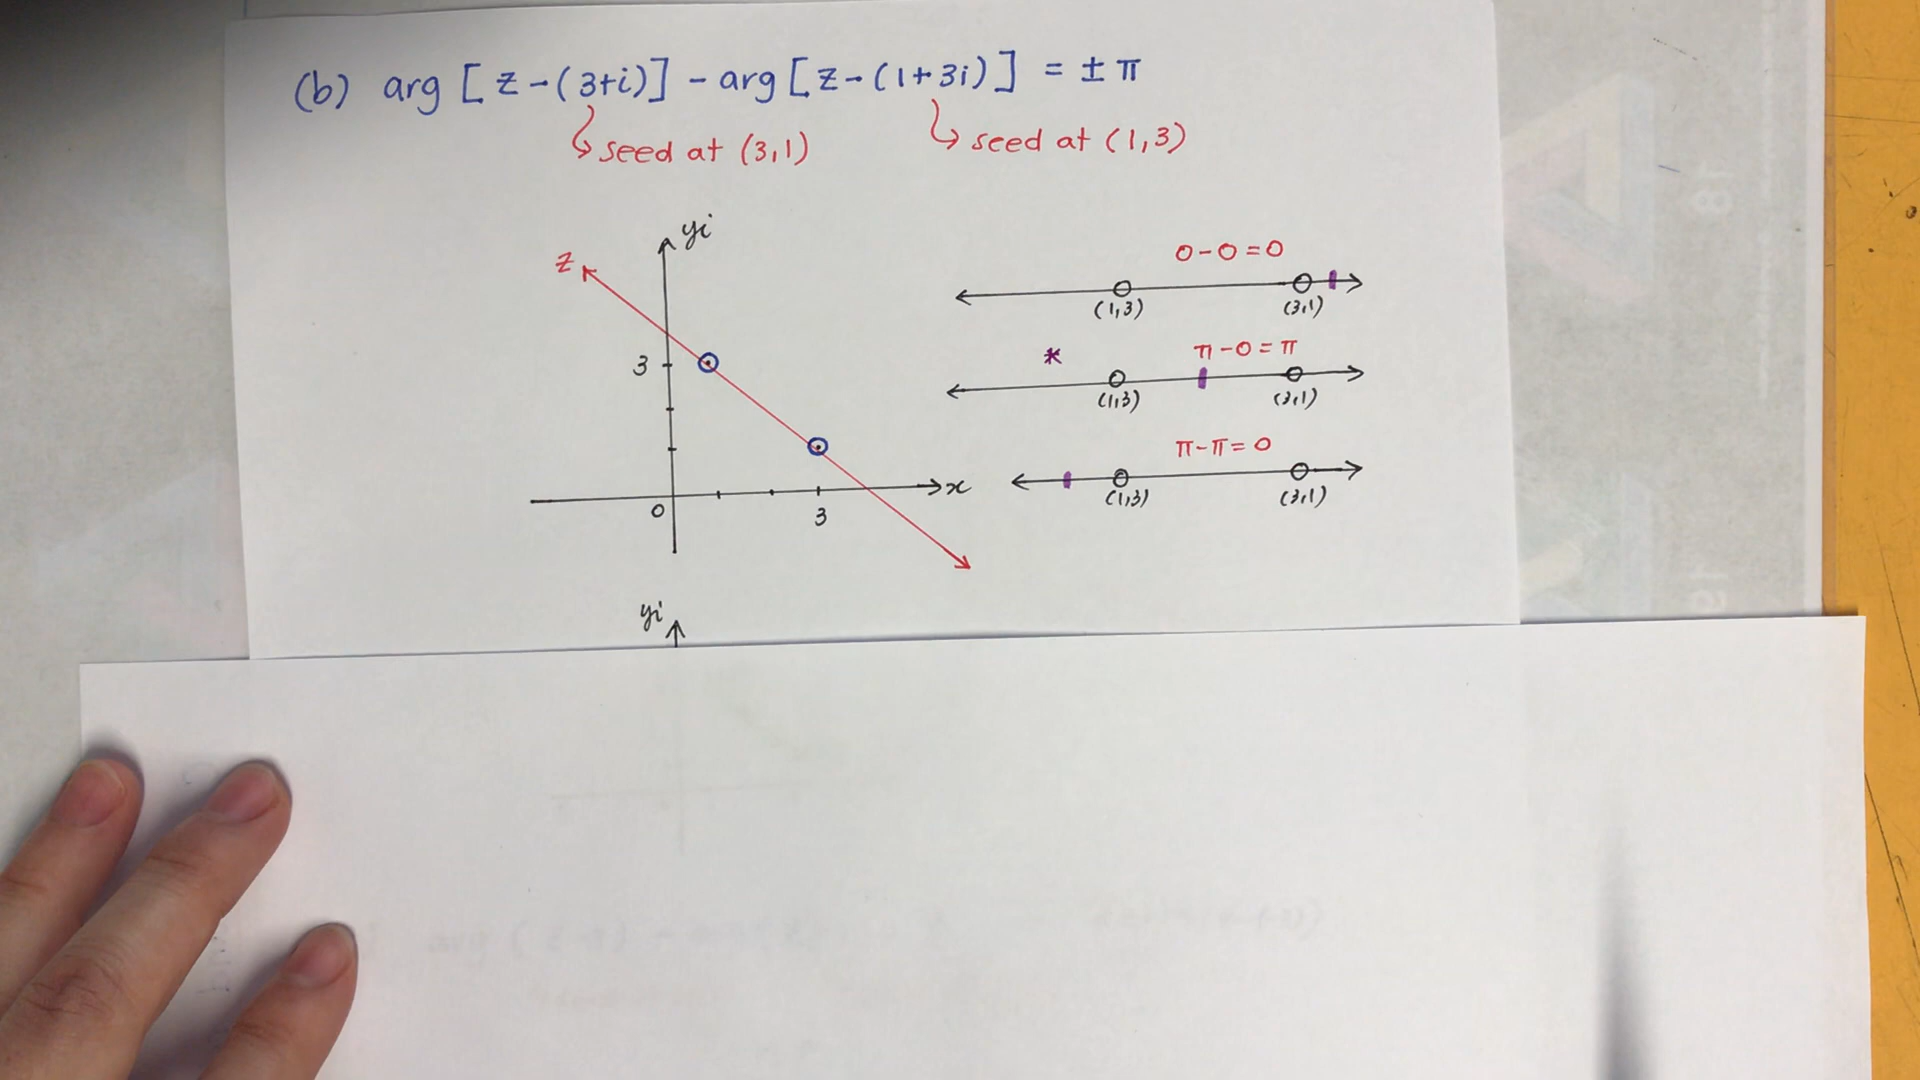 (b) arg [z-(3+i)] - arg [z-(1+3i)] = ± π
seed at (3,1)
seed at (1,3)
yi
z
3
0
3
x
0-0=0
(1,3)
(3,1)
*
π-0=π
(1,3)
(3,1)
π-π=0
(1,3)
(3,1)
yi